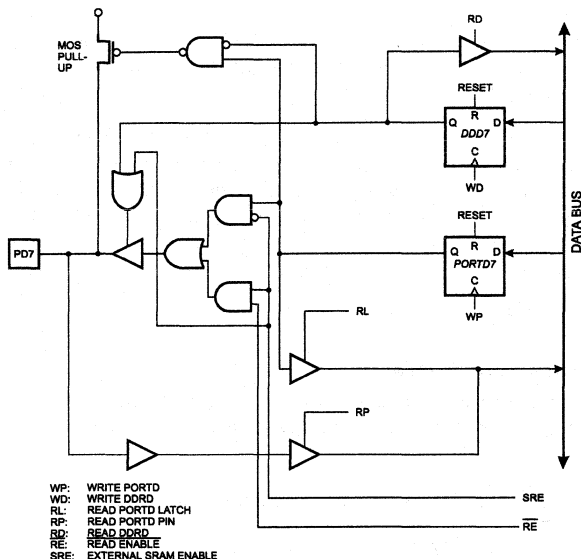 MOS
PULL-
UP
RD
RESET
R
Q
D
DDD7
C
WD
RESET
R
Q
D
PORTD7
C
WP
DATA BUS
PD7
RL
RP
SRE
RE
WP: WRITE PORTD
WD: WRITE DDRD
RL: READ PORTD LATCH
RP: READ PORTD PIN
RD: READ DDRD
RE: READ ENABLE
SRE: EXTERNAL SRAM ENABLE